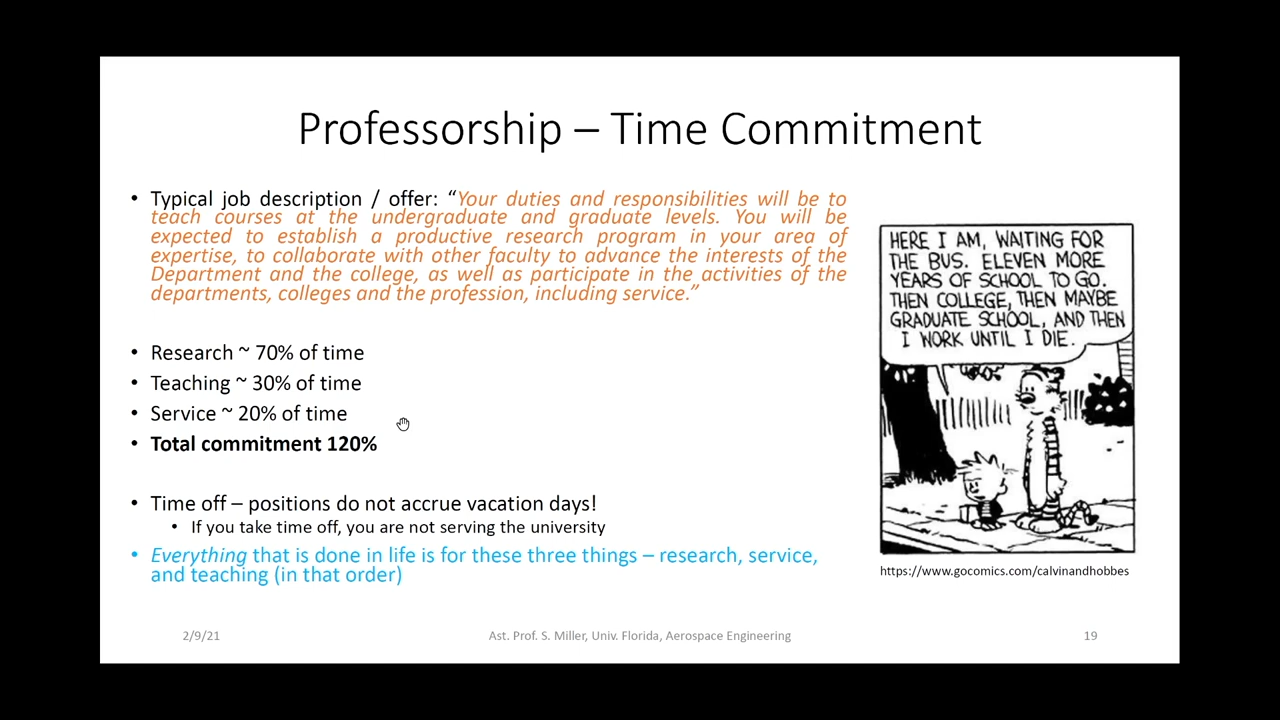 Professorship – Time Commitment
• Typical job description / offer: “Your duties and responsibilities will be to
teach courses at the undergraduate and graduate levels. You will be
expected to establish a productive research program in your area of
expertise, to collaborate with other faculty to advance the interests of the
Department and the college, as well as participate in the activities of the
departments, colleges and the profession, including service.”
• Research ~ 70% of time
• Teaching ~ 30% of time
• Service ~ 20% of time
• Total commitment 120%
• Time off – positions do not accrue vacation days!
• If you take time off, you are not serving the university
• Everything that is done in life is for these three things – research, service,
and teaching (in that order)
HERE I AM, WAITING FOR
THE BUS. ELEVEN MORE
YEARS OF SCHOOL TO GO.
THEN COLLEGE, THEN MAYBE
GRADUATE SCHOOL, AND THEN
I WORK UNTIL I DIE.
https://www.gocomics.com/calvinandhobbes
2/9/21
Ast. Prof. S. Miller, Univ. Florida, Aerospace Engineering
19